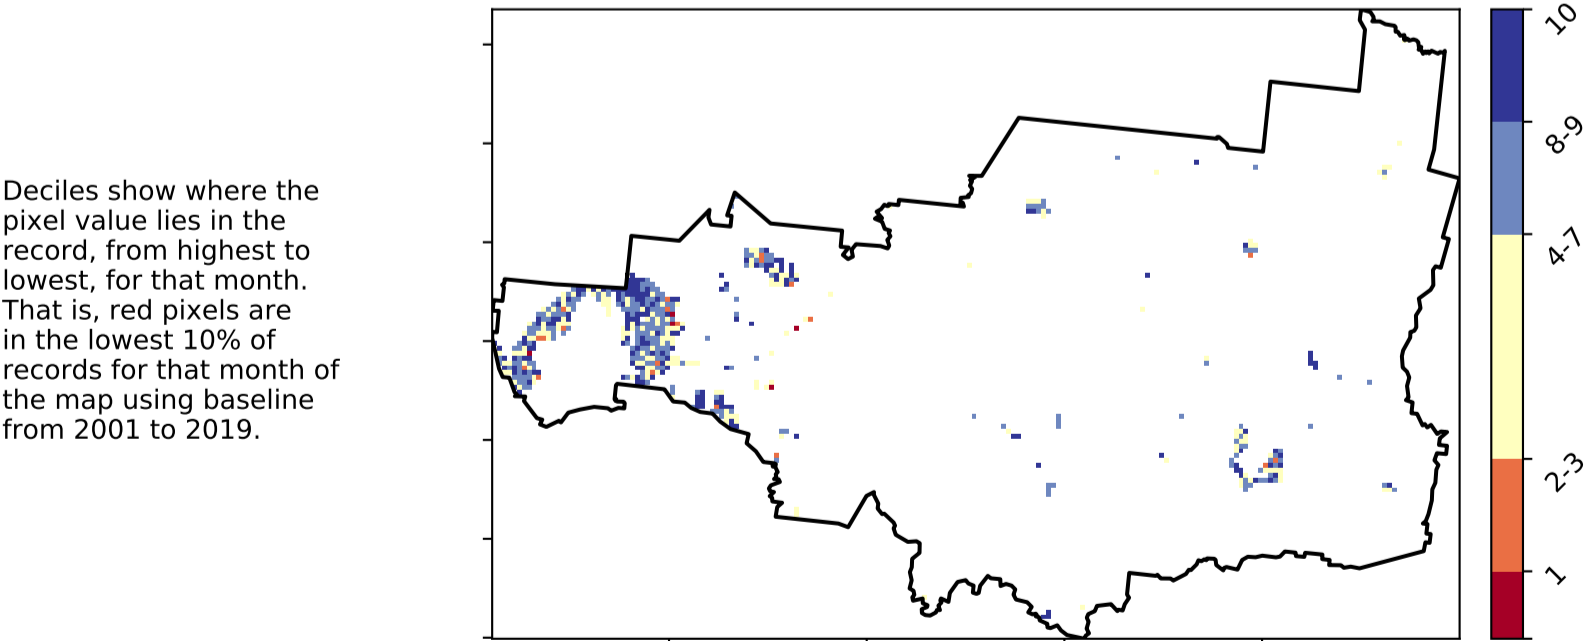 Deciles show where the
pixel value lies in the
record, from highest to
lowest, for that month.
That is, red pixels are
in the lowest 10% of
records for that month of
the map using baseline
from 2001 to 2019.
10
8-9
4-7
2-3
1